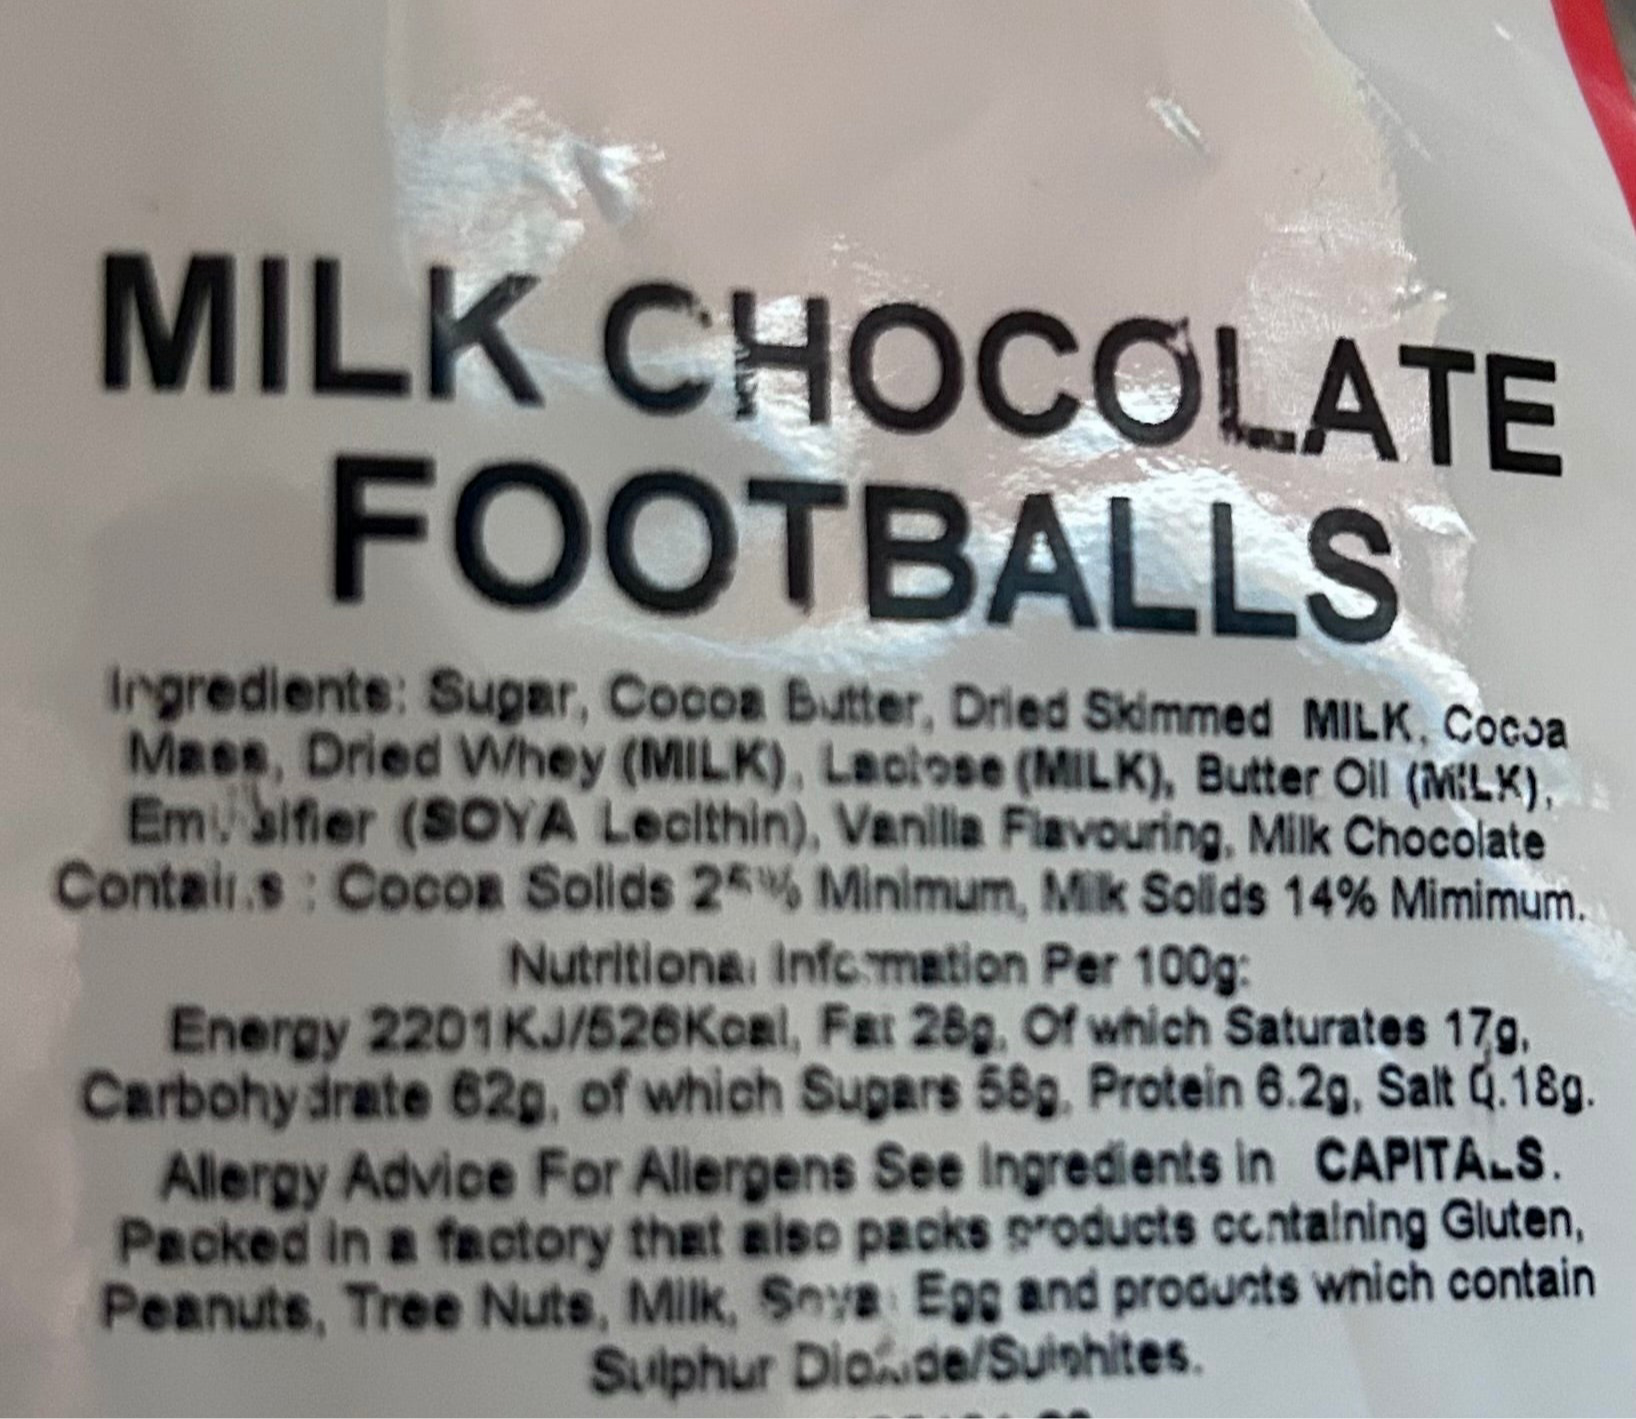 MILK CHOCOLATE
FOOTBALLS
Ingredients: Sugar, Cocoa Butter, Dried Skimmed MILK, Cocoa
Mass, Dried Whey (MILK), Lactose (MILK), Butter Oil (MILK),
Emulsifier (SOYA Lecithin), Vanilla Flavouring, Milk Chocolate
Contains : Cocoa Solids Minimum, Milk Solids 14% Mimimum.
Nutritional Information Per 100g:
Energy 2201KJ/526Kcal, Fat 28g, Of which Saturates 17g,
Carbohydrate 62g, of which Sugars 58g, Protein 6.2g, Salt 0.18g.
Allergy Advice For Allergens See Ingredients in CAPITALS.
Packed in a factory that also packs products containing Gluten,
Peanuts, Tree Nuts, Milk, Soya, Egg and products which contain
Sulphur Dioxide/Sulphites.